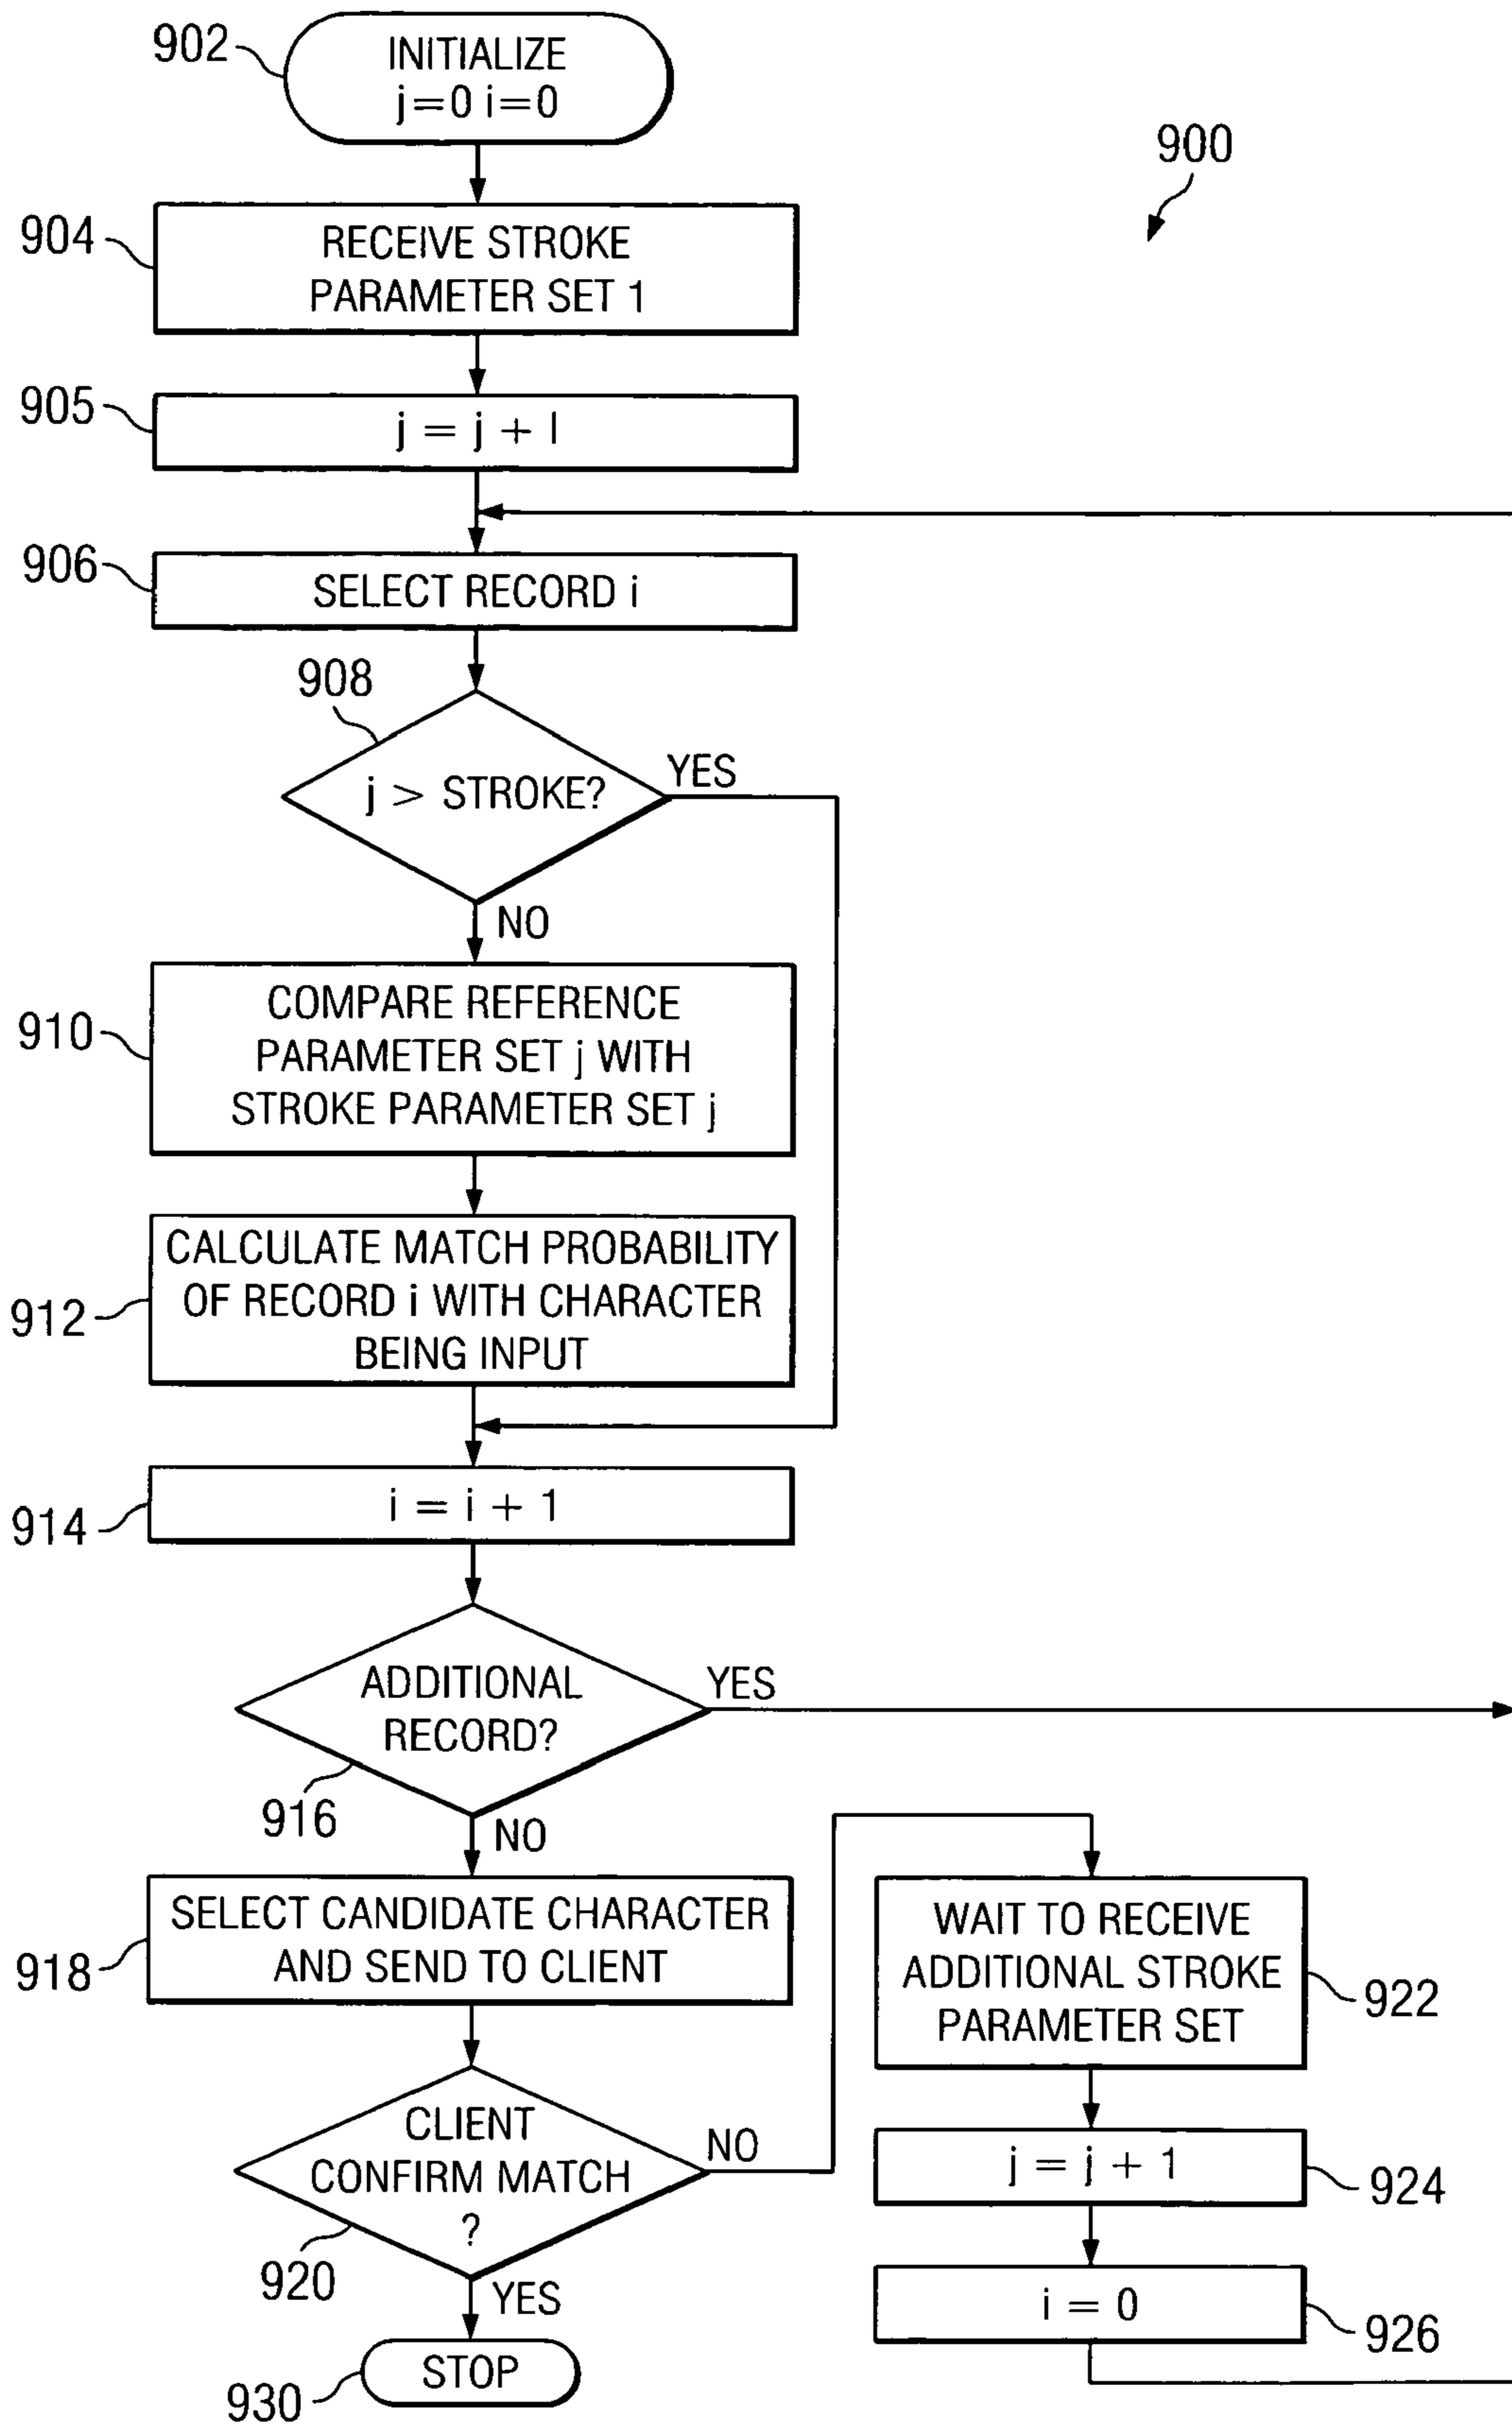 902
INITIALIZE
j=0 i=0
900
904
RECEIVE STROKE
PARAMETER SET 1
905
j = j + l
906
SELECT RECORD i
908
j > STROKE?
YES
NO
910
COMPARE REFERENCE
PARAMETER SET j WITH
STROKE PARAMETER SET j
912
CALCULATE MATCH PROBABILITY
OF RECORD i WITH CHARACTER
BEING INPUT
914
i = i + 1
ADDITIONAL
RECORD?
YES
916
NO
918
SELECT CANDIDATE CHARACTER
AND SEND TO CLIENT
CLIENT
CONFIRM MATCH
?
NO
920
YES
930
STOP
WAIT TO RECEIVE
ADDITIONAL STROKE
PARAMETER SET
922
j = j + 1
924
i = 0
926